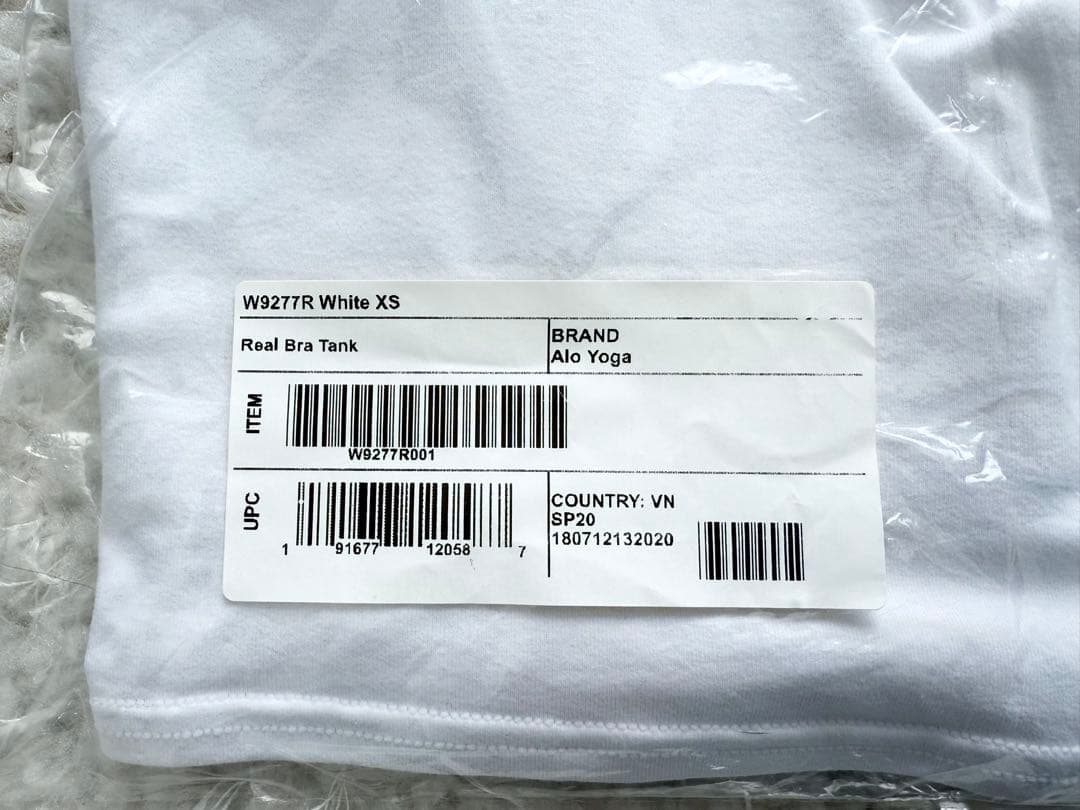 W9277R White XS
Real Bra Tank
BRAND
Alo Yoga
ITEM
W9277R001
UPC
1 91677 12058 7
COUNTRY: VN
SP20
180712132020